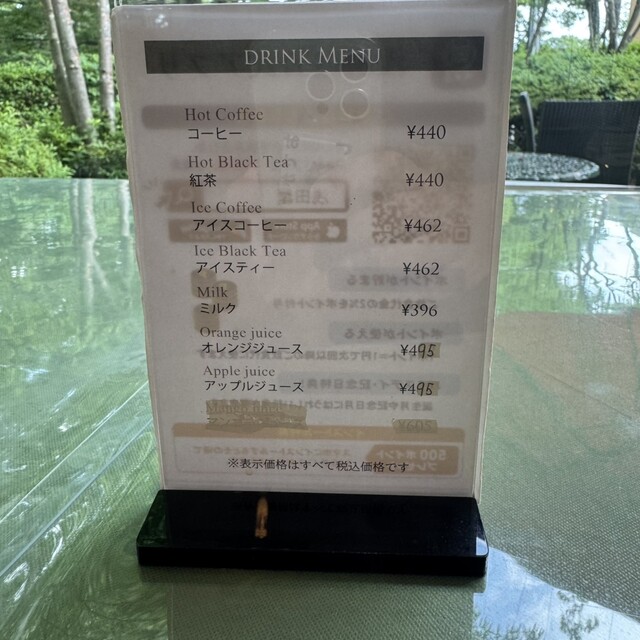 DRINK MENU
Hot Coffee
コーヒー ¥440
Hot Black Tea
紅茶 ¥440
Ice Coffee
アイスコーヒー ¥462
Ice Black Tea
アイスティー ¥462
Milk
ミルク ¥396
Orange juice
オレンジジュース ¥495
Apple juice
アップルジュース ¥495
※表示価格はすべて税込価格です